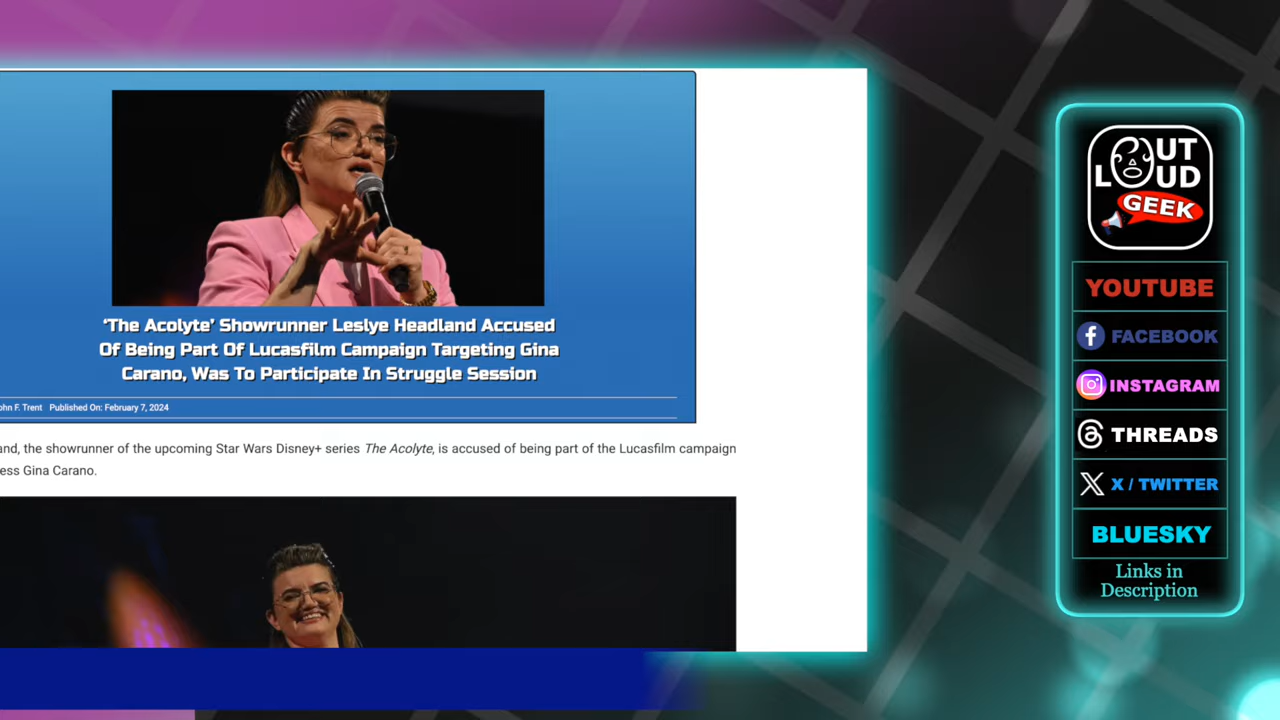 ‘The Acolyte’ Showrunner Leslye Headland Accused
Of Being Part Of Lucasfilm Campaign Targeting Gina
Carano, Was To Participate In Struggle Session
ohn F. Trent Published On: February 7, 2024
and, the showrunner of the upcoming Star Wars Disney+ series The Acolyte, is accused of being part of the Lucasfilm campaign
ess Gina Carano.
OUT
LOUD
GEEK
YOUTUBE
FACEBOOK
INSTAGRAM
THREADS
X / TWITTER
BLUESKY
Links in
Description